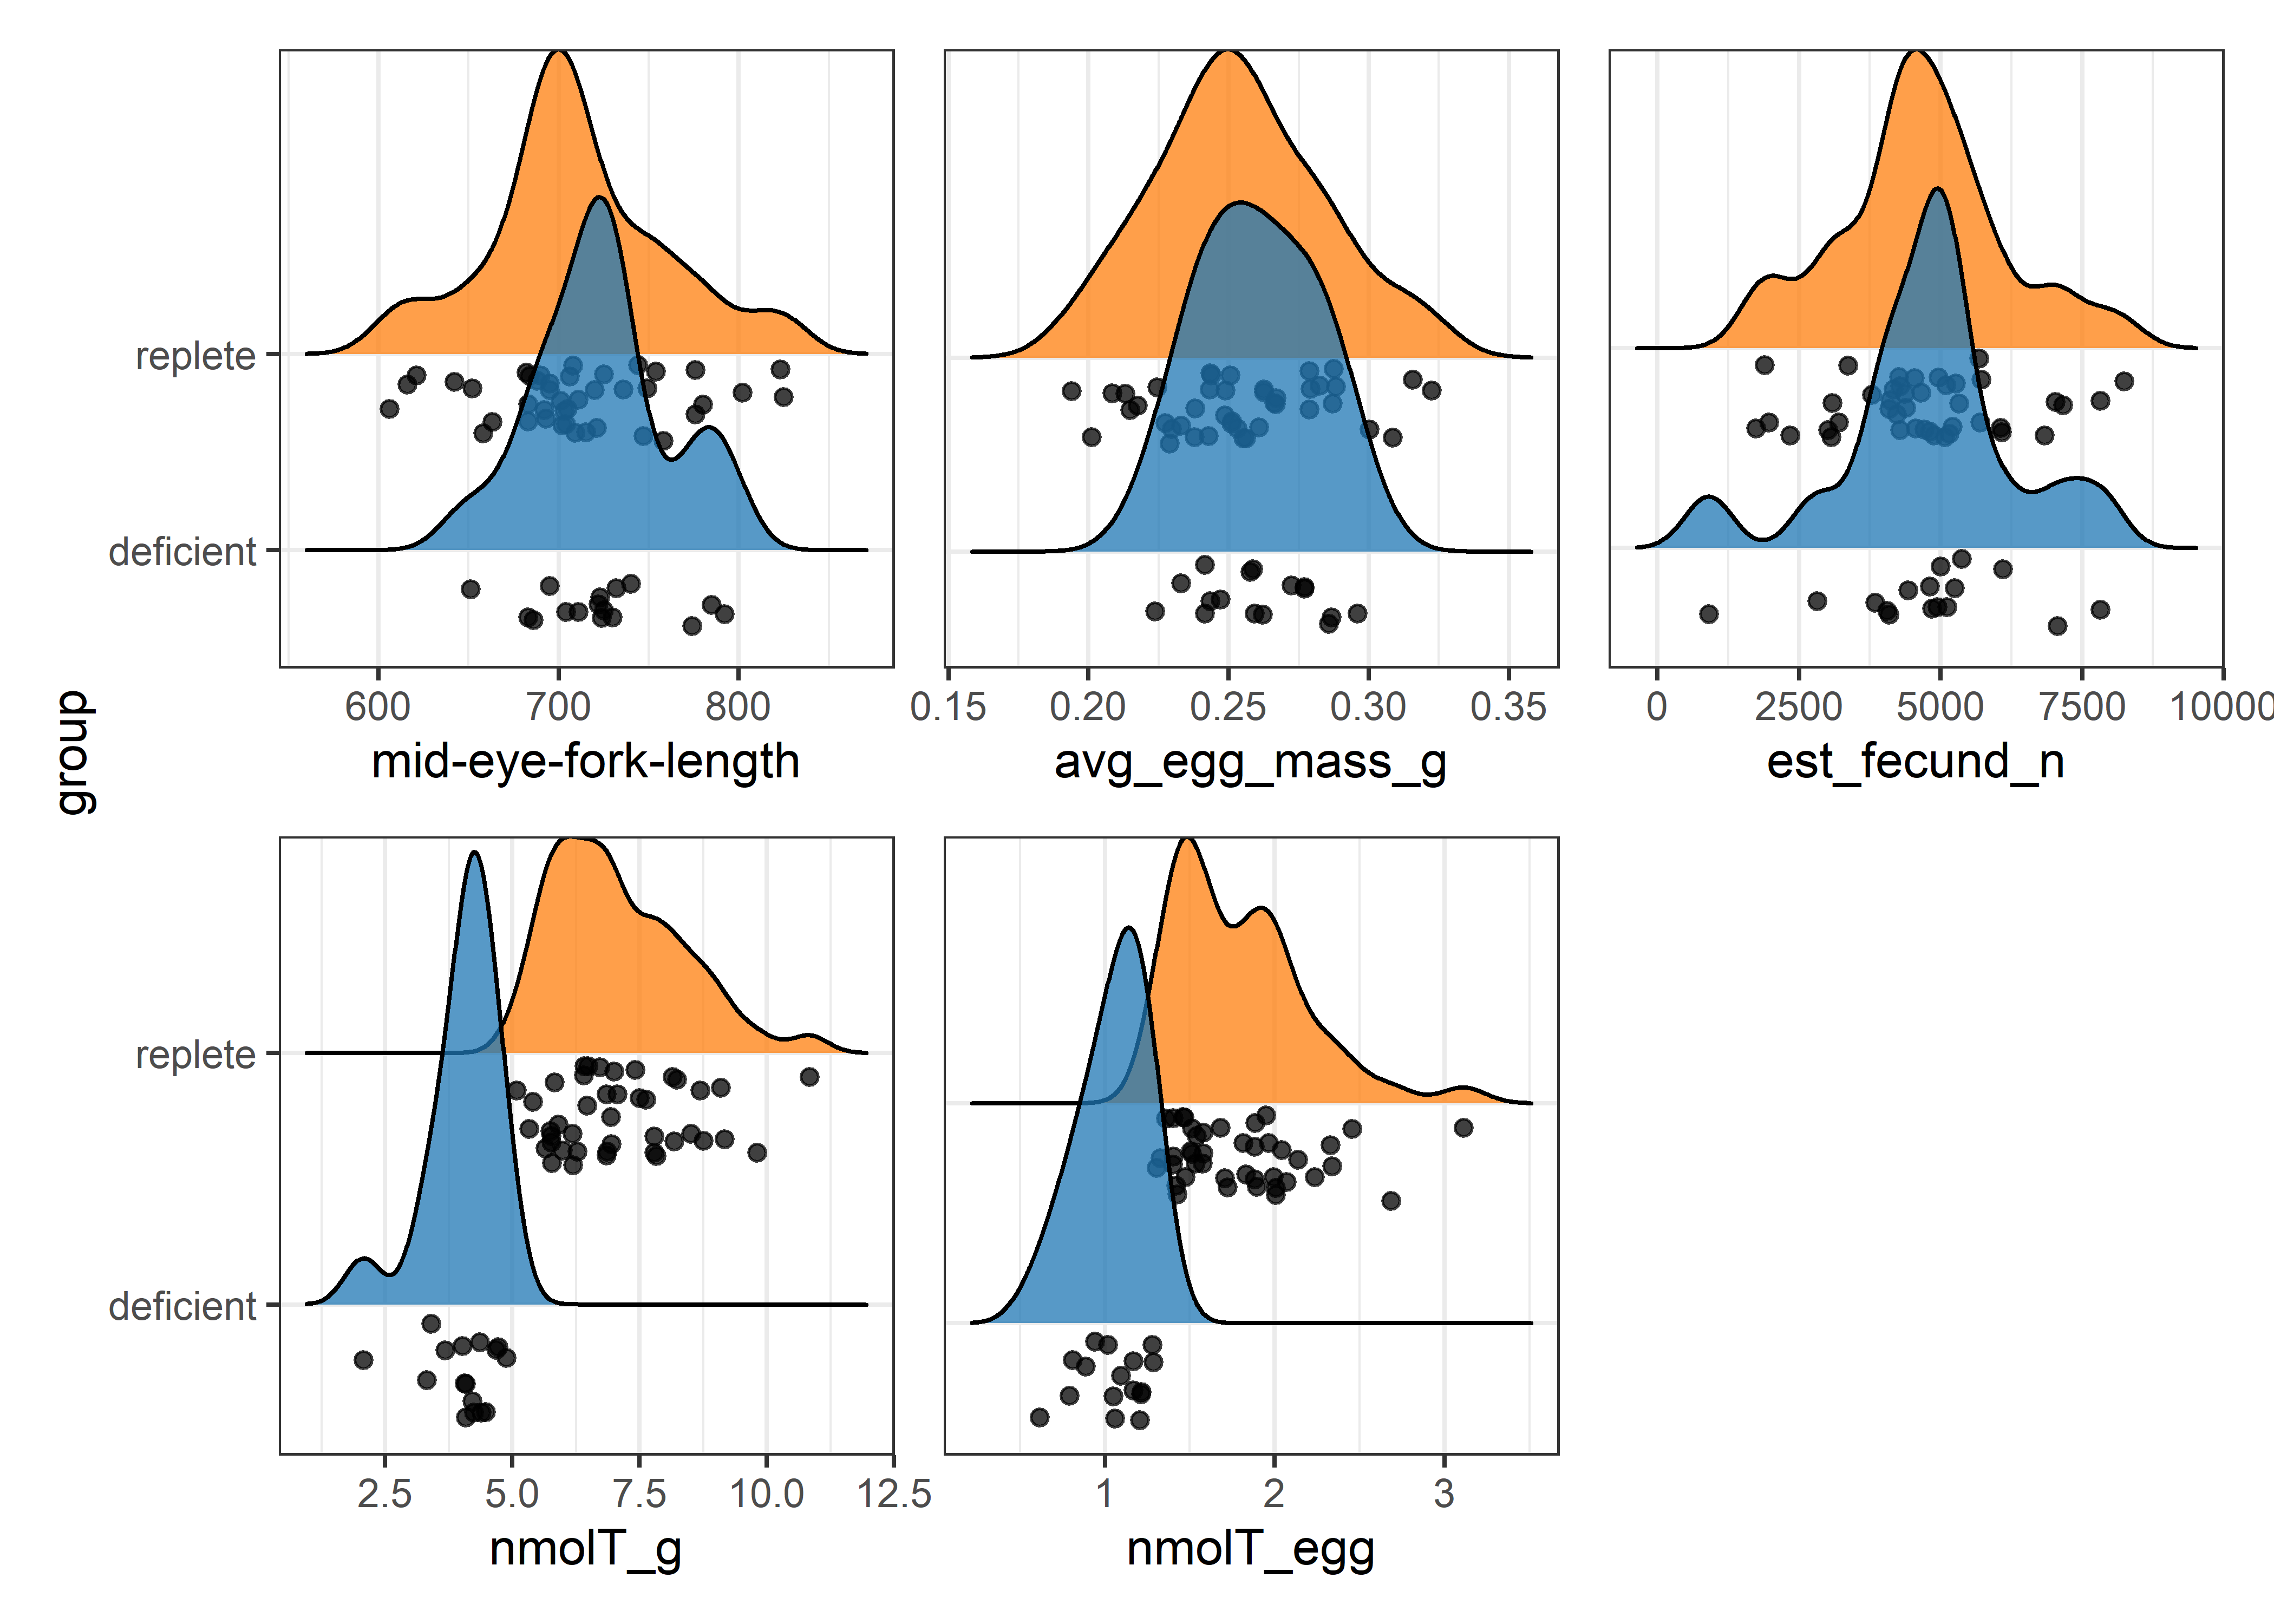 group
replete
deficient
600 700 800
mid-eye-fork-length
0.15 0.20 0.25 0.30 0.35
avg_egg_mass_g
0 2500 5000 7500 10000
est_fecund_n
replete
deficient
2.5 5.0 7.5 10.0 12.5
nmolT_g
1 2 3
nmolT_egg